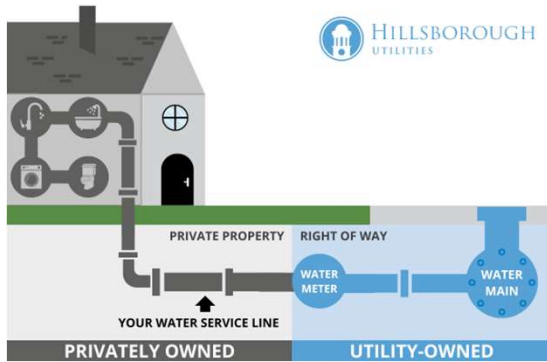 HILLSBOROUGH
UTILITIES
PRIVATE PROPERTY
RIGHT OF WAY
WATER
METER
WATER
MAIN
YOUR WATER SERVICE LINE
PRIVATELY OWNED
UTILITY-OWNED